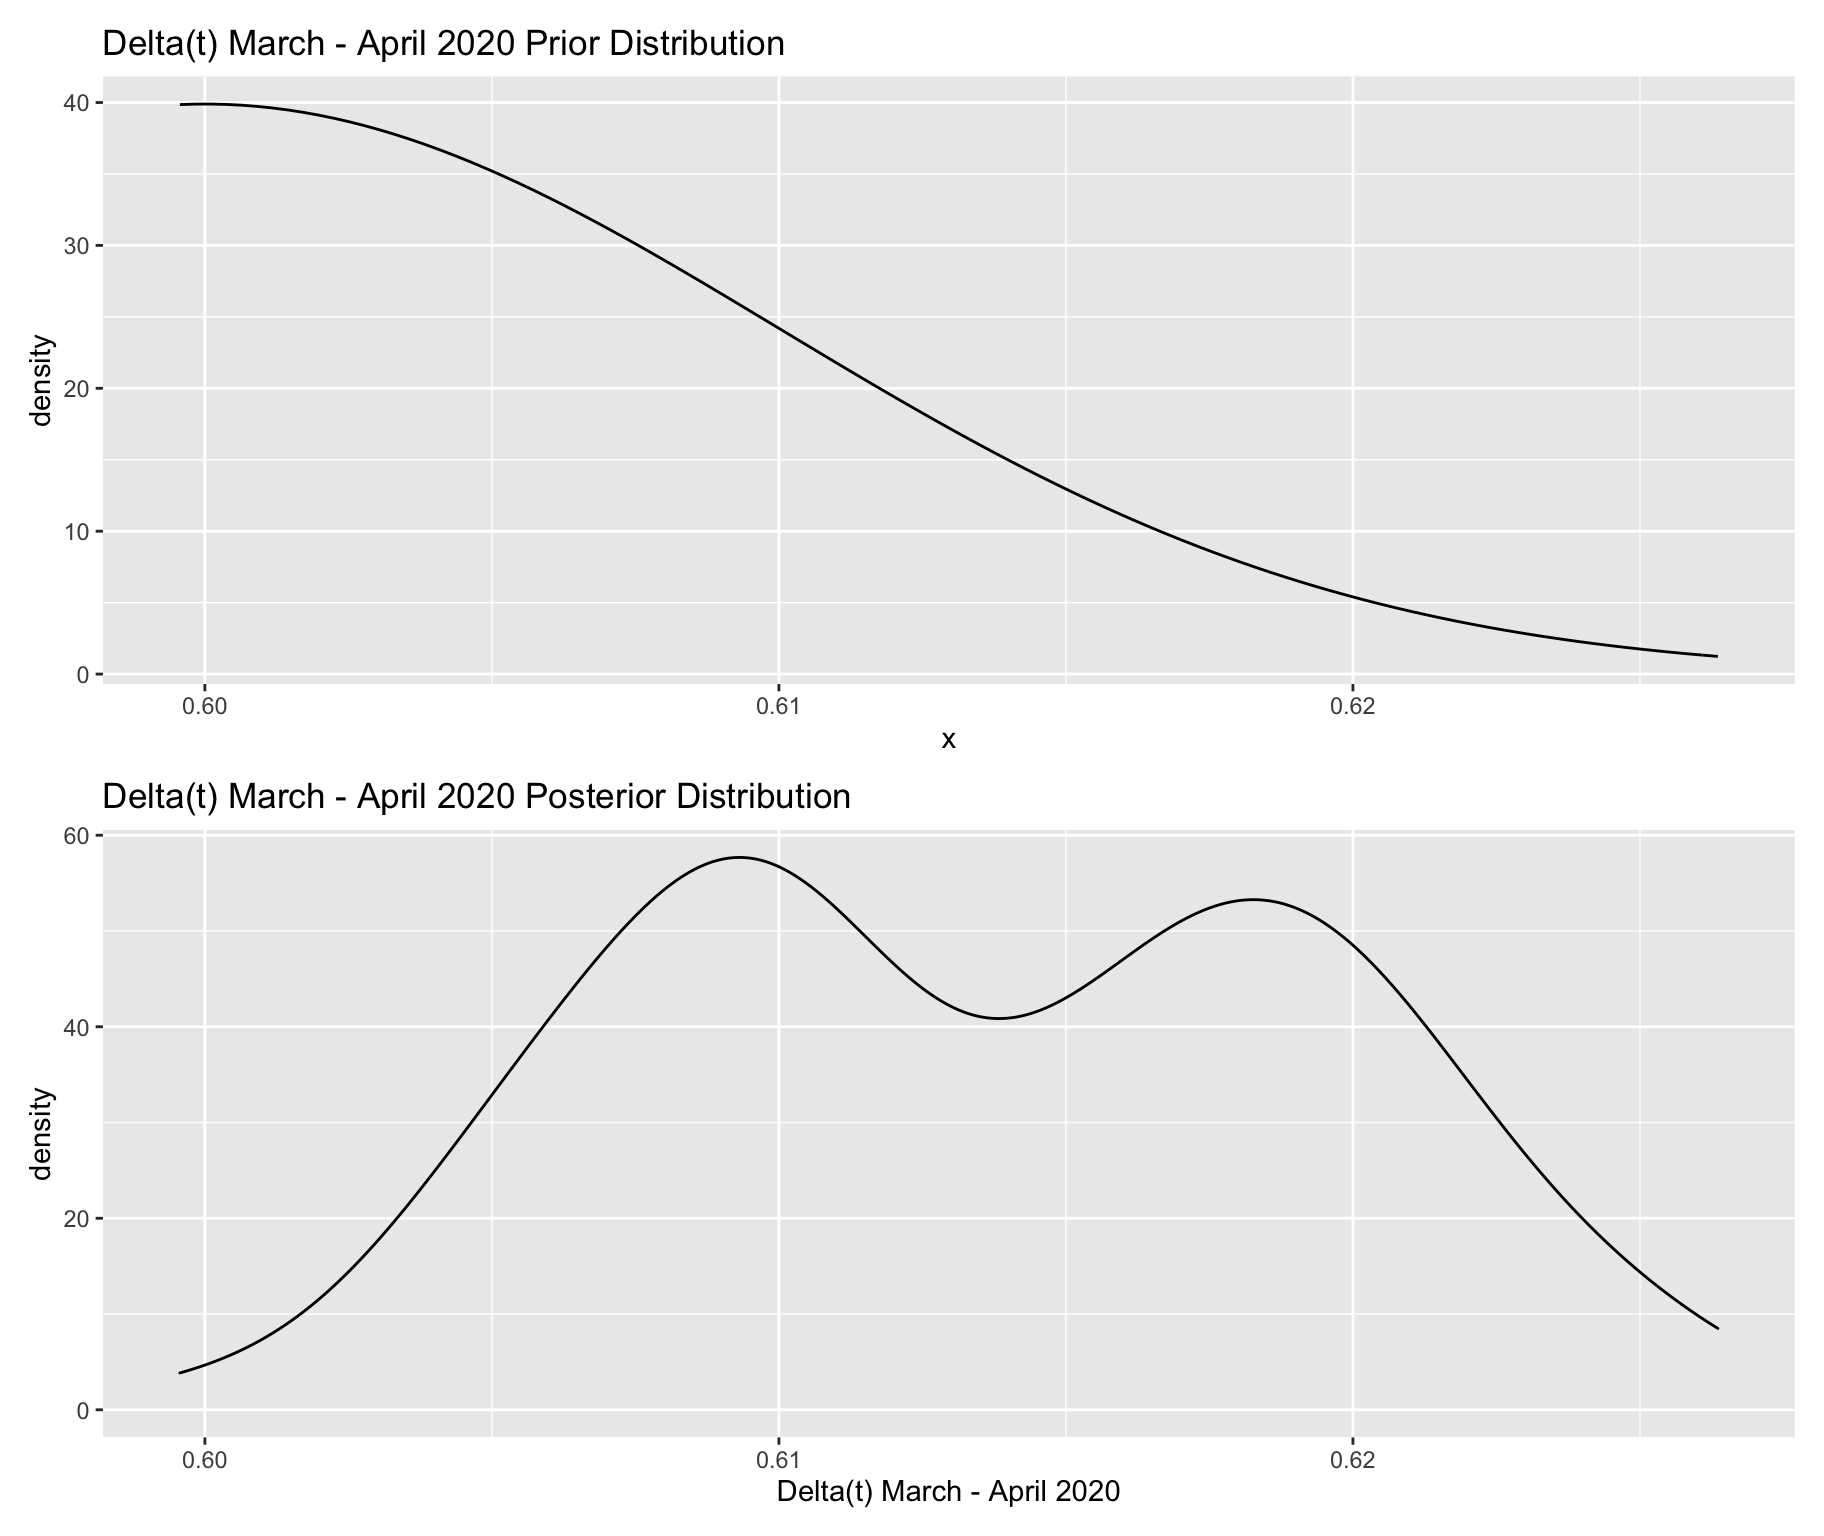 Delta(t) March - April 2020 Prior Distribution
40
30
20
10
0
density
0.60 0.61 0.62
x
Delta(t) March - April 2020 Posterior Distribution
60
40
20
0
density
0.60 0.61 0.62
Delta(t) March - April 2020